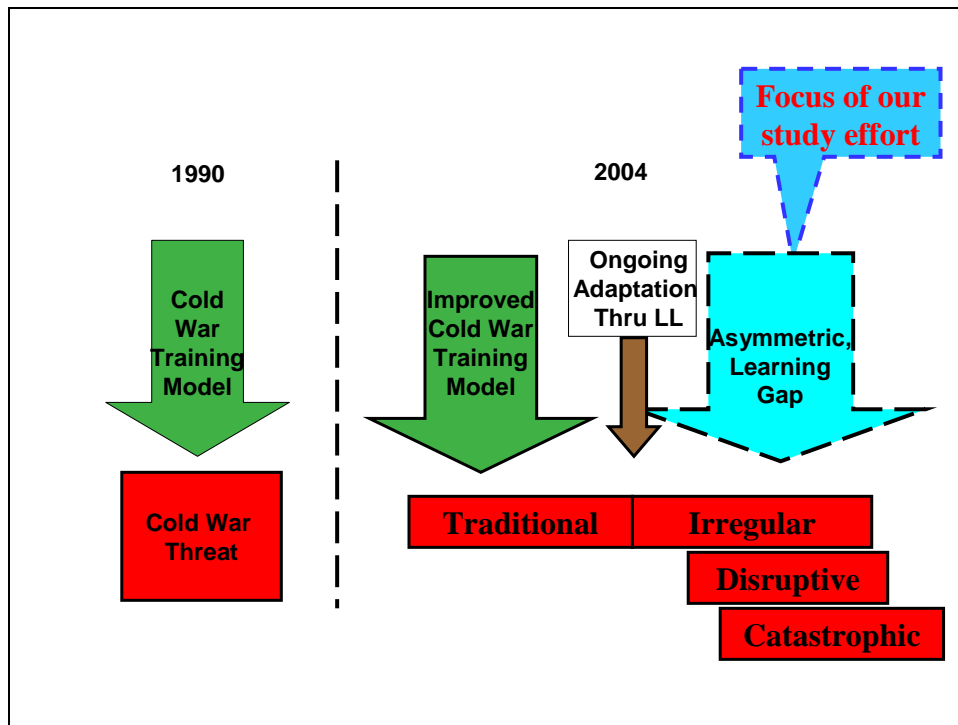 Focus of our
study effort
1990
2004
Cold
War
Training
Model
Improved
Cold War
Training
Model
Ongoing
Adaptation
Thru LL
Asymmetric,
Learning
Gap
Cold War
Threat
Traditional
Irregular
Disruptive
Catastrophic